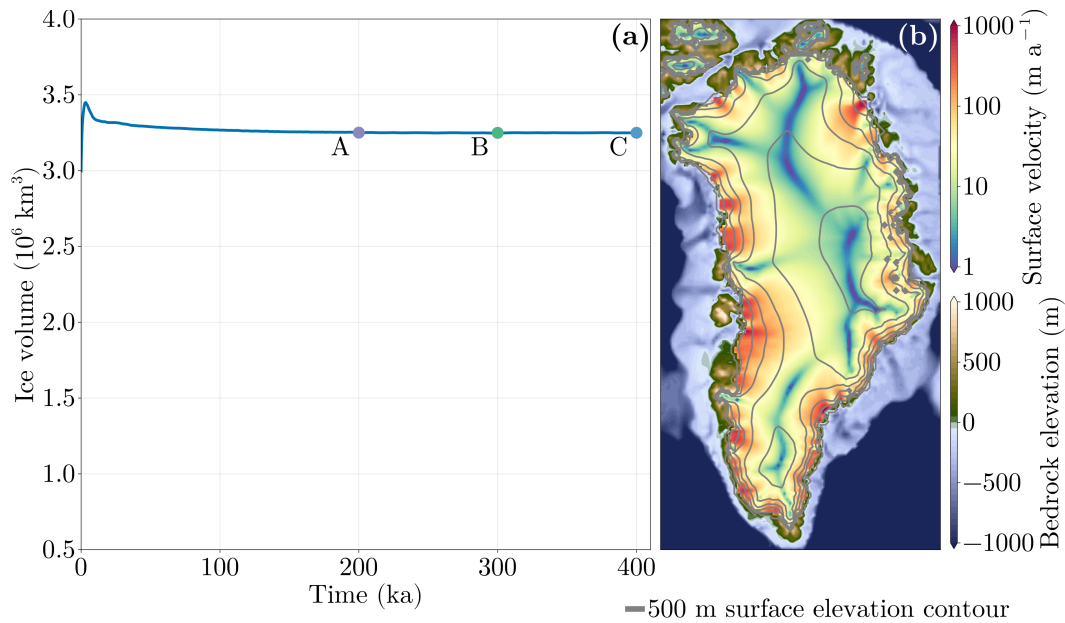 4.0
3.5
3.0
2.5
2.0
1.5
1.0
0.5
Ice volume (10⁶ km³)
0
100
200
300
400
Time (ka)
A
B
C
(a)
(b)
1000
100
10
1
Surface velocity (m a⁻¹)
1000
500
0
−500
−1000
Bedrock elevation (m)
500 m surface elevation contour